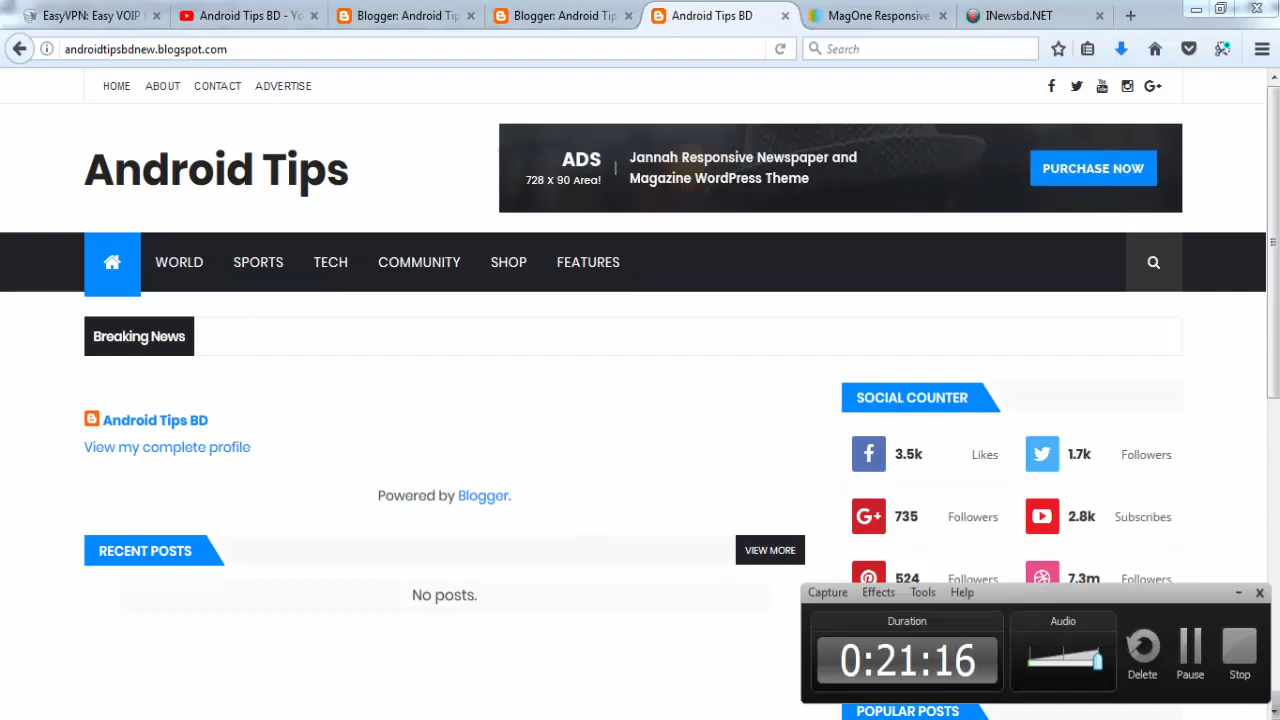 EasyVPN: Easy VOIP
Android Tips BD - Yo
Blogger: Android Tip
Blogger: Android Tips
Android Tips BD
MagOne Responsive
INewsbd.NET
androidtipsbdnew.blogspot.com
Search
HOME ABOUT CONTACT ADVERTISE
Android Tips
ADS
728 X 90 Area!
Jannah Responsive Newspaper and
Magazine WordPress Theme
PURCHASE NOW
WORLD SPORTS TECH COMMUNITY SHOP FEATURES
Breaking News
Android Tips BD
View my complete profile
Powered by Blogger.
RECENT POSTS
VIEW MORE
No posts.
SOCIAL COUNTER
3.5k Likes
1.7k Followers
735 Followers
2.8k Subscribes
524 Followers
7.3m Followers
Capture Effects Tools Help
Duration
0:21:16
Audio
Delete
Pause
Stop
POPULAR POSTS